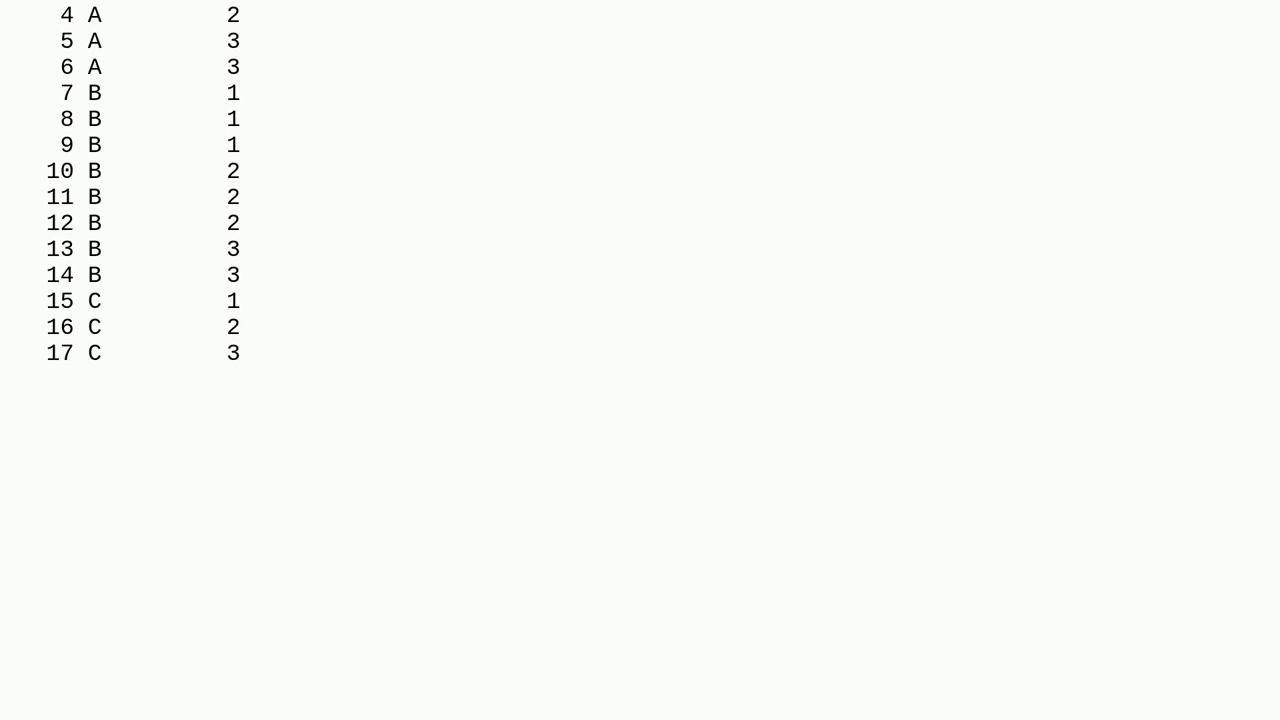 4 A         2
5 A         3
6 A         3
7 B         1
8 B         1
9 B         1
10 B         2
11 B         2
12 B         2
13 B         3
14 B         3
15 C         1
16 C         2
17 C         3